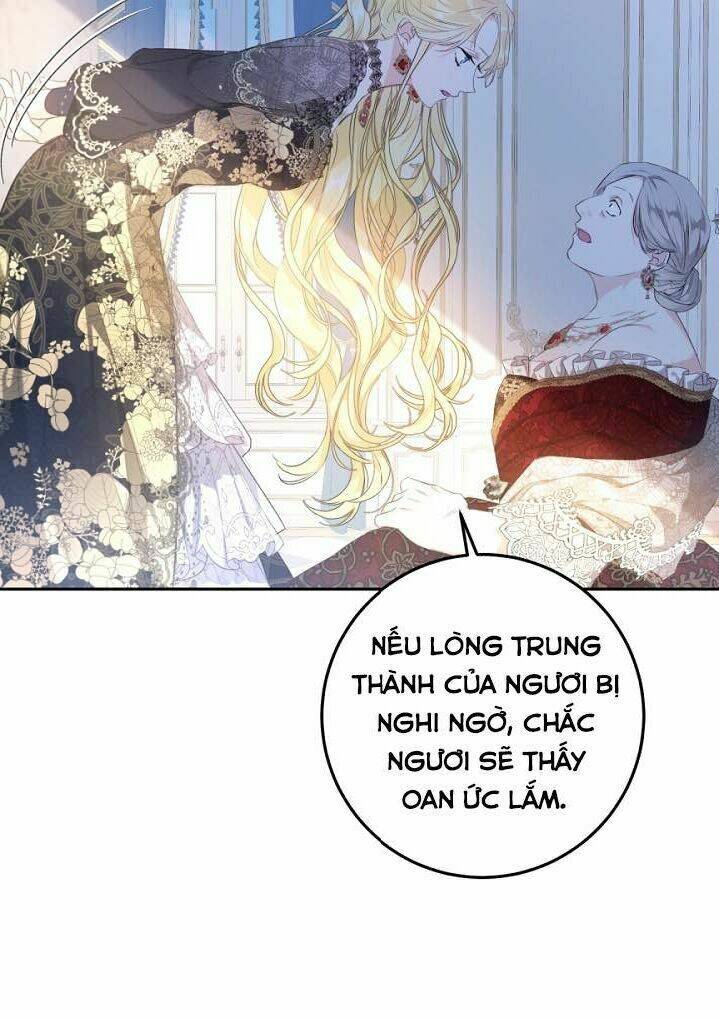 NẾU LÒNG TRUNG
THÀNH CỦA NGƯƠI BỊ
NGHI NGỜ, CHẮC
NGƯƠI SẼ THẤY
OAN ỨC LẮM.